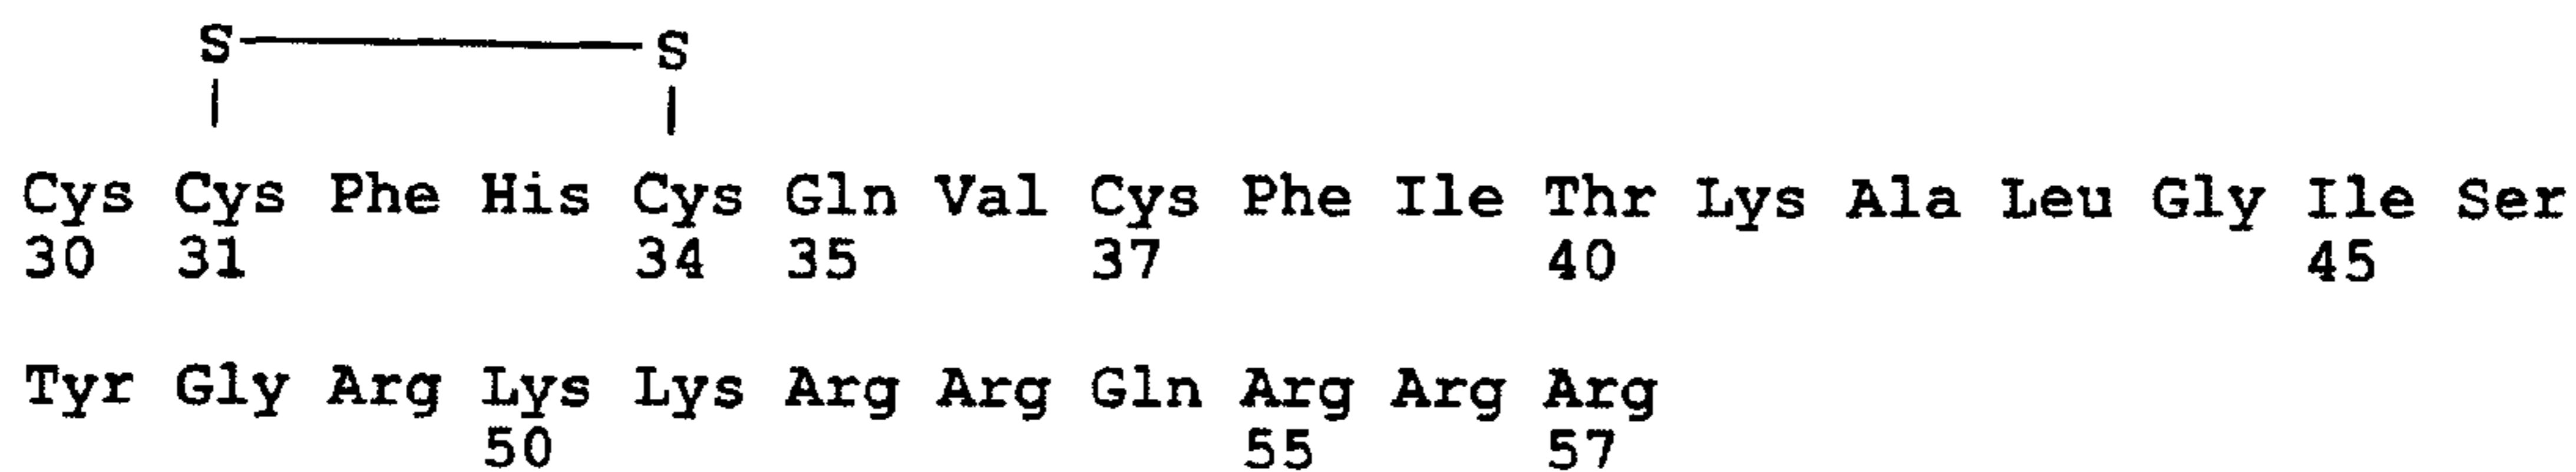 S S
Cys Cys Phe His Cys Gln Val Cys Phe Ile Thr Lys Ala Leu Gly Ile Ser
30 31 34 35 37 40 45
Tyr Gly Arg Lys Lys Arg Arg Gln Arg Arg Arg
50 55 57